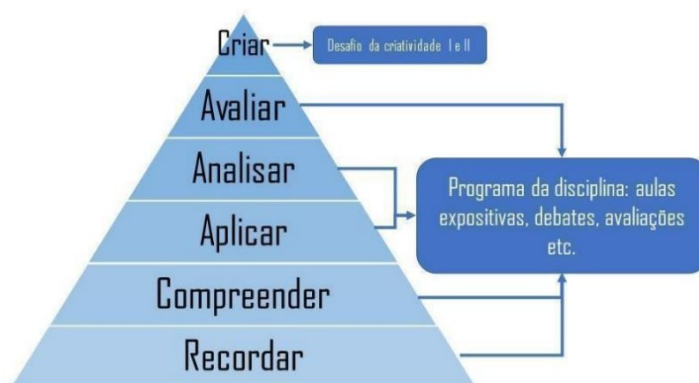 Criar
Desafio da criatividade I e II
Avaliar
Analisar
Aplicar
Programa da disciplina: aulas
expositivas, debates, avaliações
etc.
Compreender
Recordar